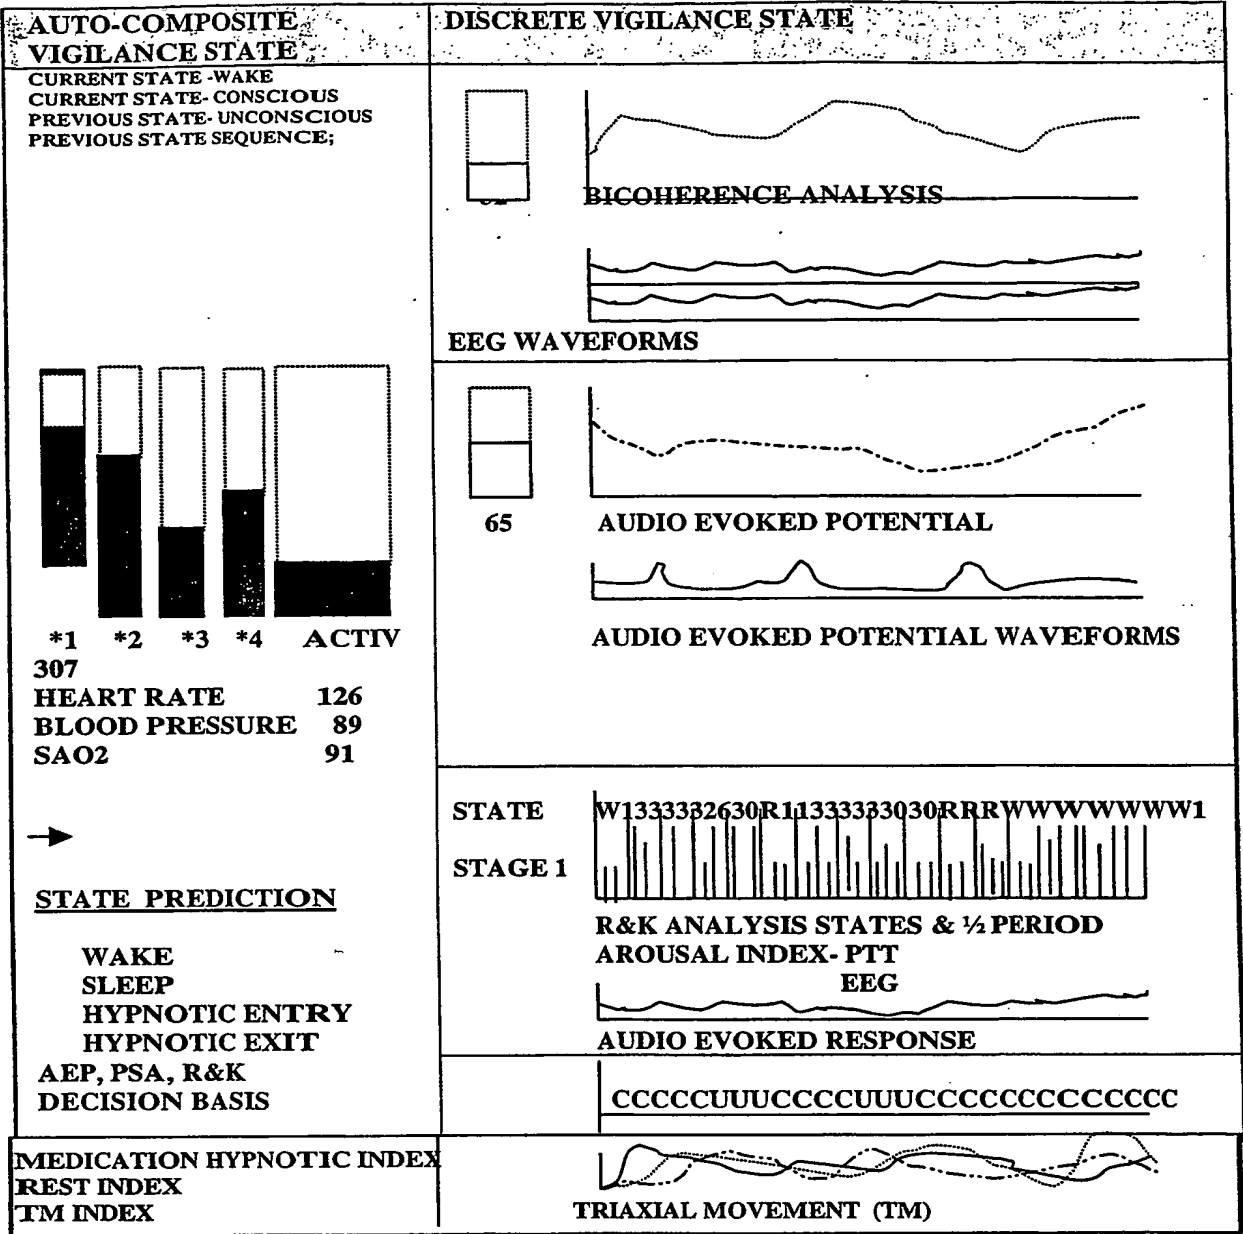 AUTO-COMPOSITE
VIGILANCE STATE
CURRENT STATE -WAKE
CURRENT STATE- CONSCIOUS
PREVIOUS STATE- UNCONSCIOUS
PREVIOUS STATE SEQUENCE;
*1 *2 *3 *4 ACTIV
307
HEART RATE 126
BLOOD PRESSURE 89
SAO2 91
STATE PREDICTION
WAKE
SLEEP
HYPNOTIC ENTRY
HYPNOTIC EXIT
AEP, PSA, R&K
DECISION BASIS
MEDICATION HYPNOTIC INDEX
REST INDEX
TM INDEX
DISCRETE VIGILANCE STATE
BICOHERENCE ANALYSIS
EEG WAVEFORMS
65
AUDIO EVOKED POTENTIAL
AUDIO EVOKED POTENTIAL WAVEFORMS
STATE W1333332630R11333333030RRRWWWWWWWW1
STAGE 1
R&K ANALYSIS STATES & ½ PERIOD
AROUSAL INDEX- PTT
EEG
AUDIO EVOKED RESPONSE
CCCCCUUUCCCCUUUCCCCCCCCCCCCCC
TRIAXIAL MOVEMENT (TM)